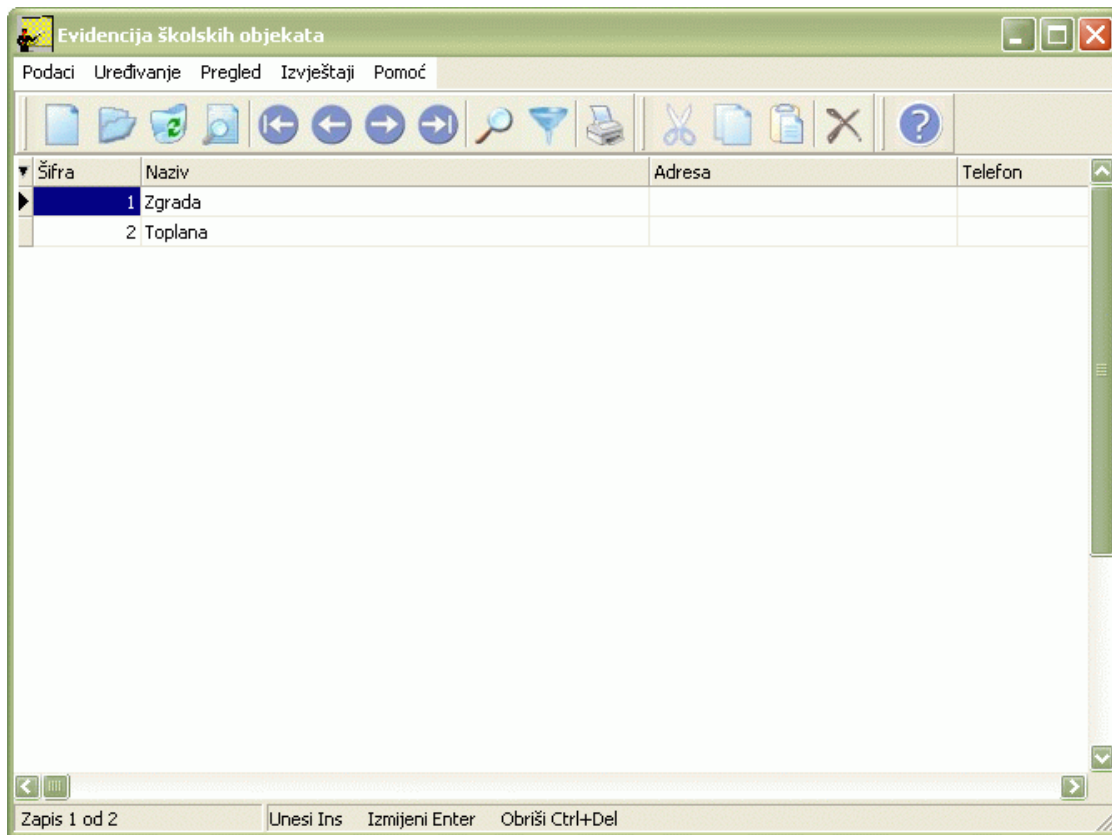 Evidencija školskih objekata
Podaci Uređivanje Pregled Izvještaji Pomoć
Šifra Naziv Adresa Telefon
1 Zgrada
2 Toplana
Zapis 1 od 2 Unesi Ins Izmijeni Enter Obriši Ctrl+Del